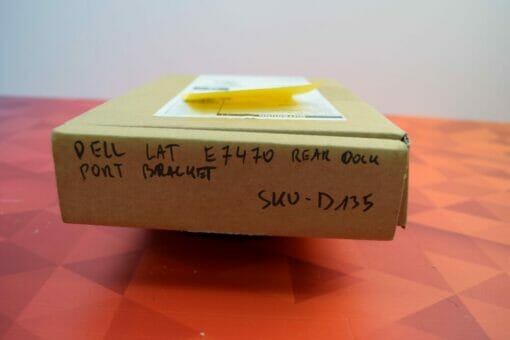 DELL LAT E7470 REAR DOCK
PORT BRACKET
SKU-D135